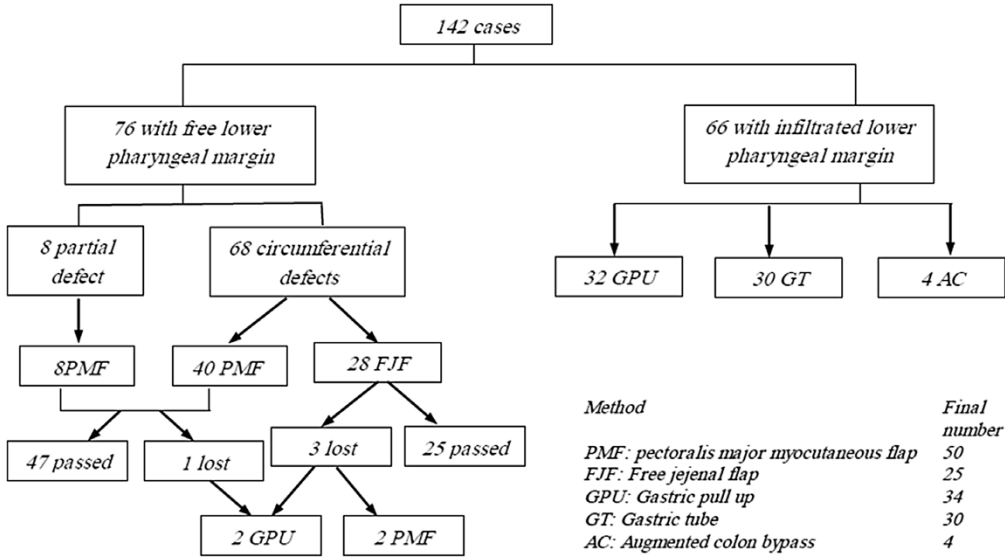 142 cases
76 with free lower
pharyngeal margin
66 with infiltrated lower
pharyngeal margin
8 partial
defect
68 circumferential
defects
32 GPU
30 GT
4 AC
8PMF
40 PMF
28 FJF
47 passed
1 lost
3 lost
25 passed
2 GPU
2 PMF
Method Final
number
PMF: pectoralis major myocutaneous flap 50
FJF: Free jejenal flap 25
GPU: Gastric pull up 34
GT: Gastric tube 30
AC: Augmented colon bypass 4